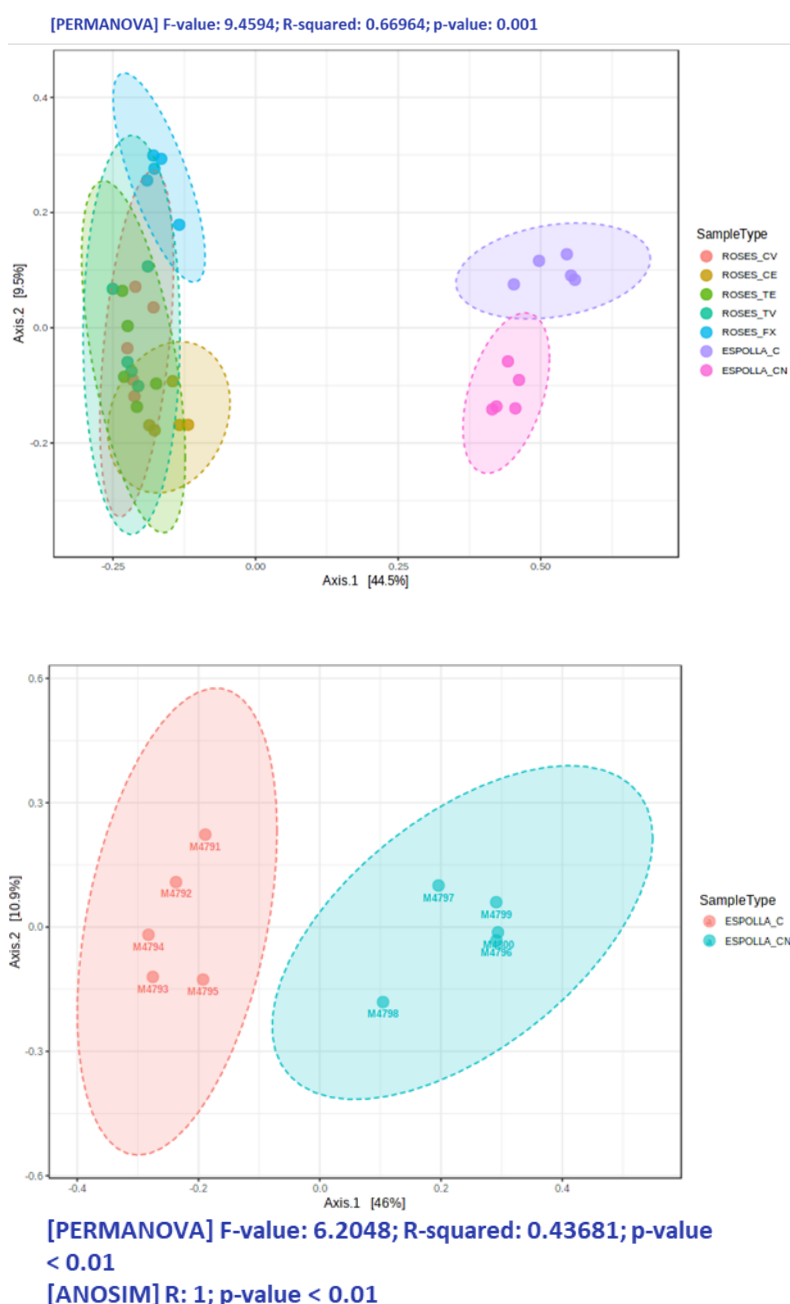 [PERMANOVA] F-value: 9.4594; R-squared: 0.66964; p-value: 0.001
0.4
0.2
0.0
-0.2
Axis.2 [9.5%]
-0.25
0.00
0.25
0.50
Axis.1 [44.5%]
SampleType
ROSES_CV
ROSES_CE
ROSES_TE
ROSES_TV
ROSES_FX
ESPOLLA_C
ESPOLLA_CN
0.6
0.3
0.0
-0.3
-0.6
Axis.2 [10.9%]
M4791
M4792
M4794
M4793
M4795
M4797
M4799
M4800
M4796
M4798
-0.4
-0.2
0.0
0.2
0.4
Axis.1 [46%]
SampleType
ESPOLLA_C
ESPOLLA_CN
[PERMANOVA] F-value: 6.2048; R-squared: 0.43681; p-value
< 0.01
[ANOSIM] R: 1; p-value < 0.01